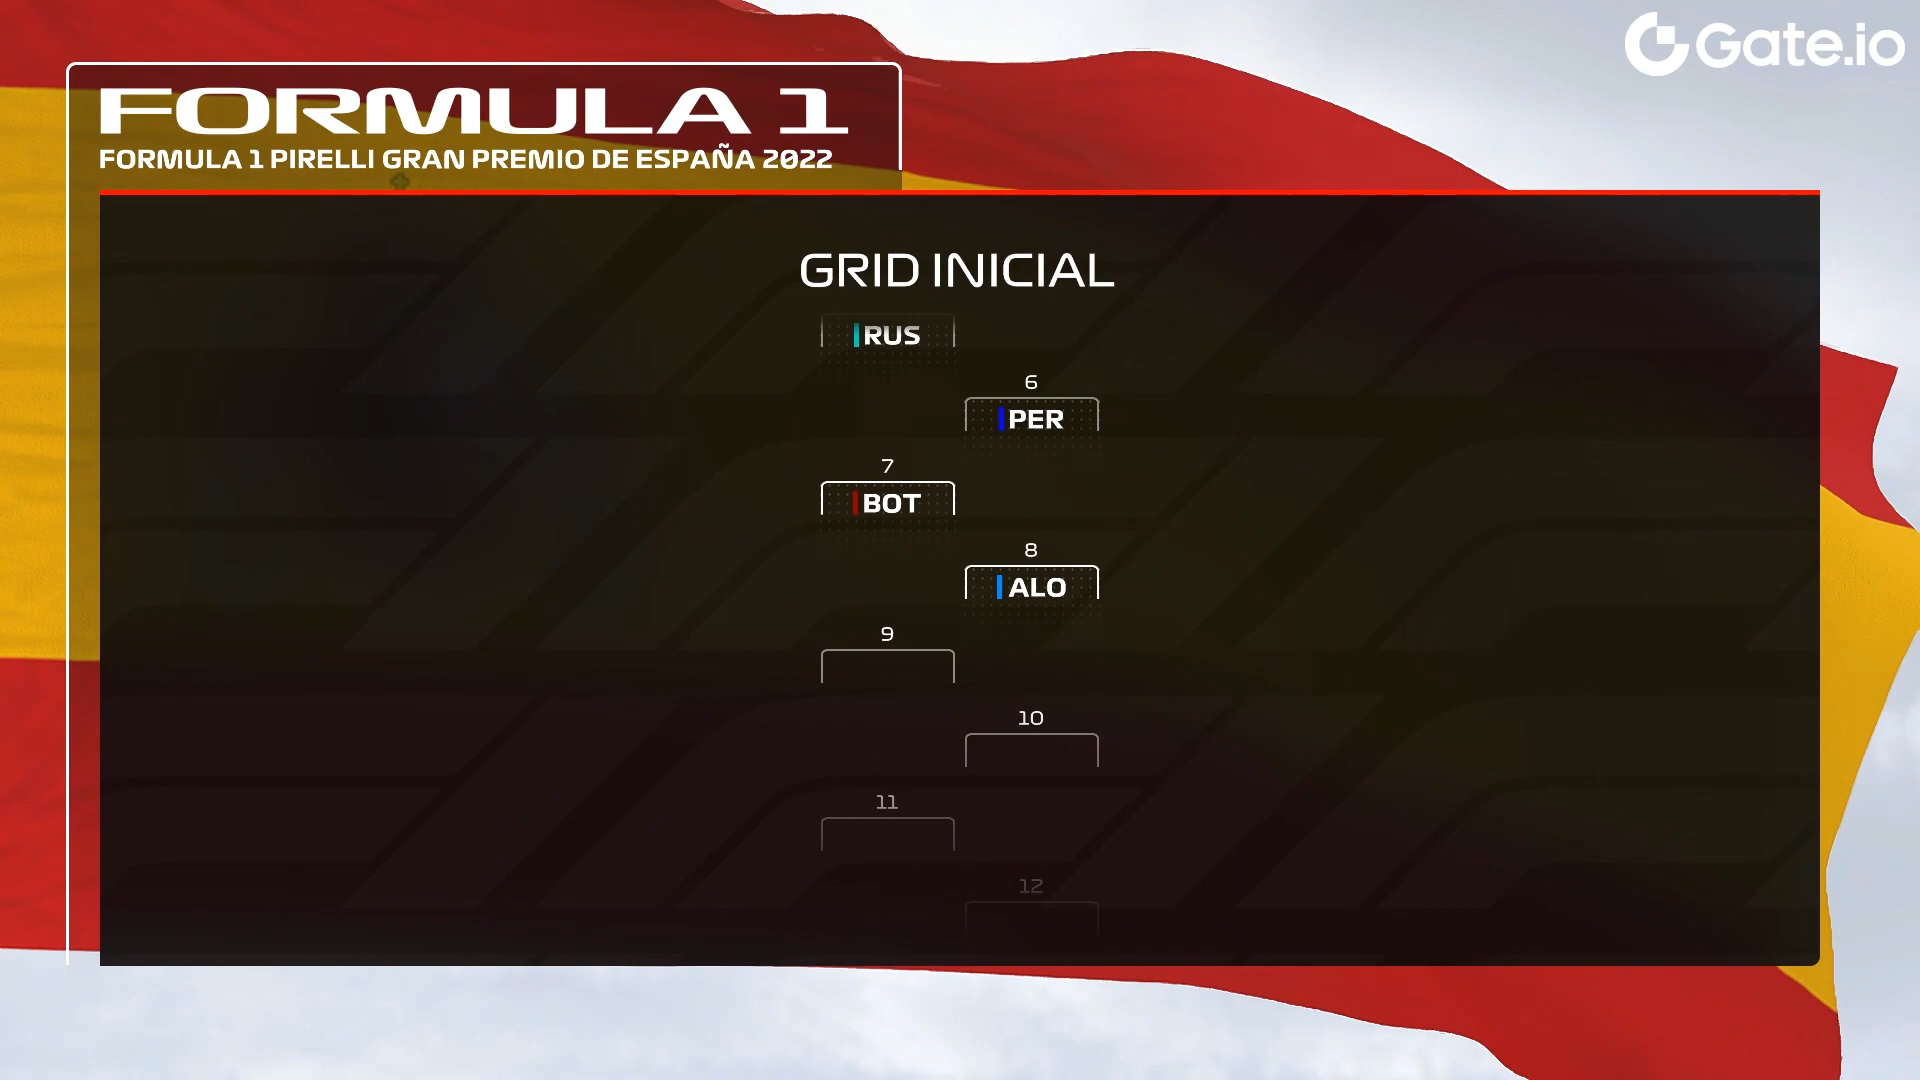 Gate.io
FORMULA 1
FORMULA 1 PIRELLI GRAN PREMIO DE ESPAÑA 2022
GRID INICIAL
RUS
6
PER
7
BOT
8
ALO
9
10
11
12